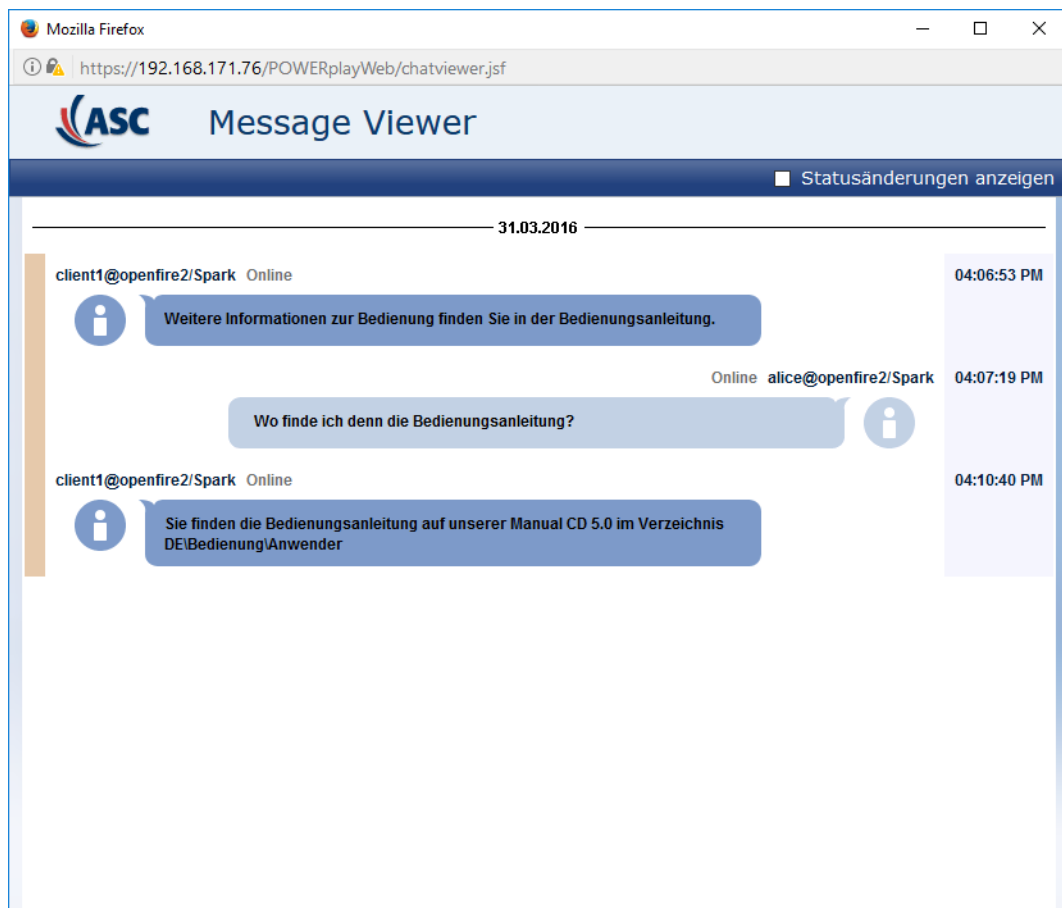 Mozilla Firefox
https://192.168.171.76/POWERplayWeb/chatviewer.jsf
ASC Message Viewer
Statusänderungen anzeigen
31.03.2016
client1@openfire2/Spark Online 04:06:53 PM
Weitere Informationen zur Bedienung finden Sie in der Bedienungsanleitung.
Online alice@openfire2/Spark 04:07:19 PM
Wo finde ich denn die Bedienungsanleitung?
client1@openfire2/Spark Online 04:10:40 PM
Sie finden die Bedienungsanleitung auf unserer Manual CD 5.0 im Verzeichnis
DE\Bedienung\Anwender